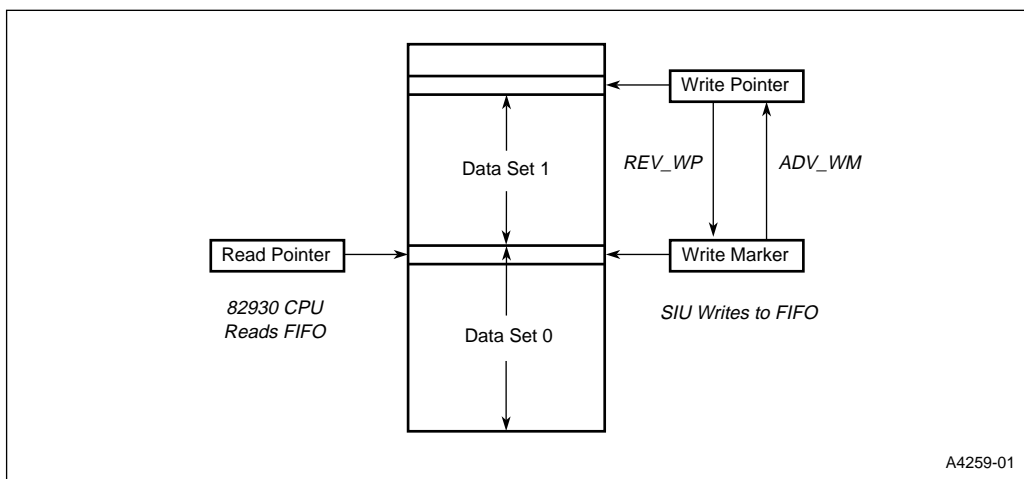 Write Pointer
Data Set 1
REV_WP
ADV_WM
Read Pointer
Write Marker
82930 CPU
Reads FIFO
SIU Writes to FIFO
Data Set 0
A4259-01